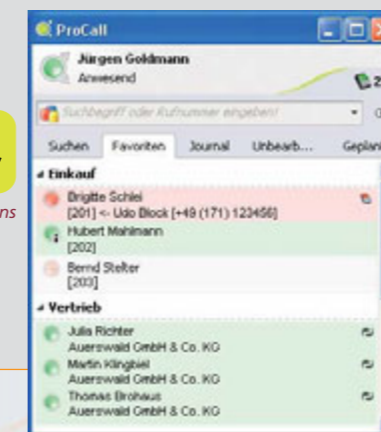 ProCall
Jürgen Goldmann
Anwesend
Suchbegriff oder Rufnummer eingeben!
Suchen Favoriten Journal Unbearb... Geplant
Einkauf
Brigitte Schlei
[201] <- Udo Block [+49 (171) 123456]
Hubert Mahlmann
[202]
Bernd Stelter
[203]
Vertrieb
Julia Richter
Auerswald GmbH & Co. KG
Martin Klingbiel
Auerswald GmbH & Co. KG
Thomas Brohaus
Auerswald GmbH & Co. KG